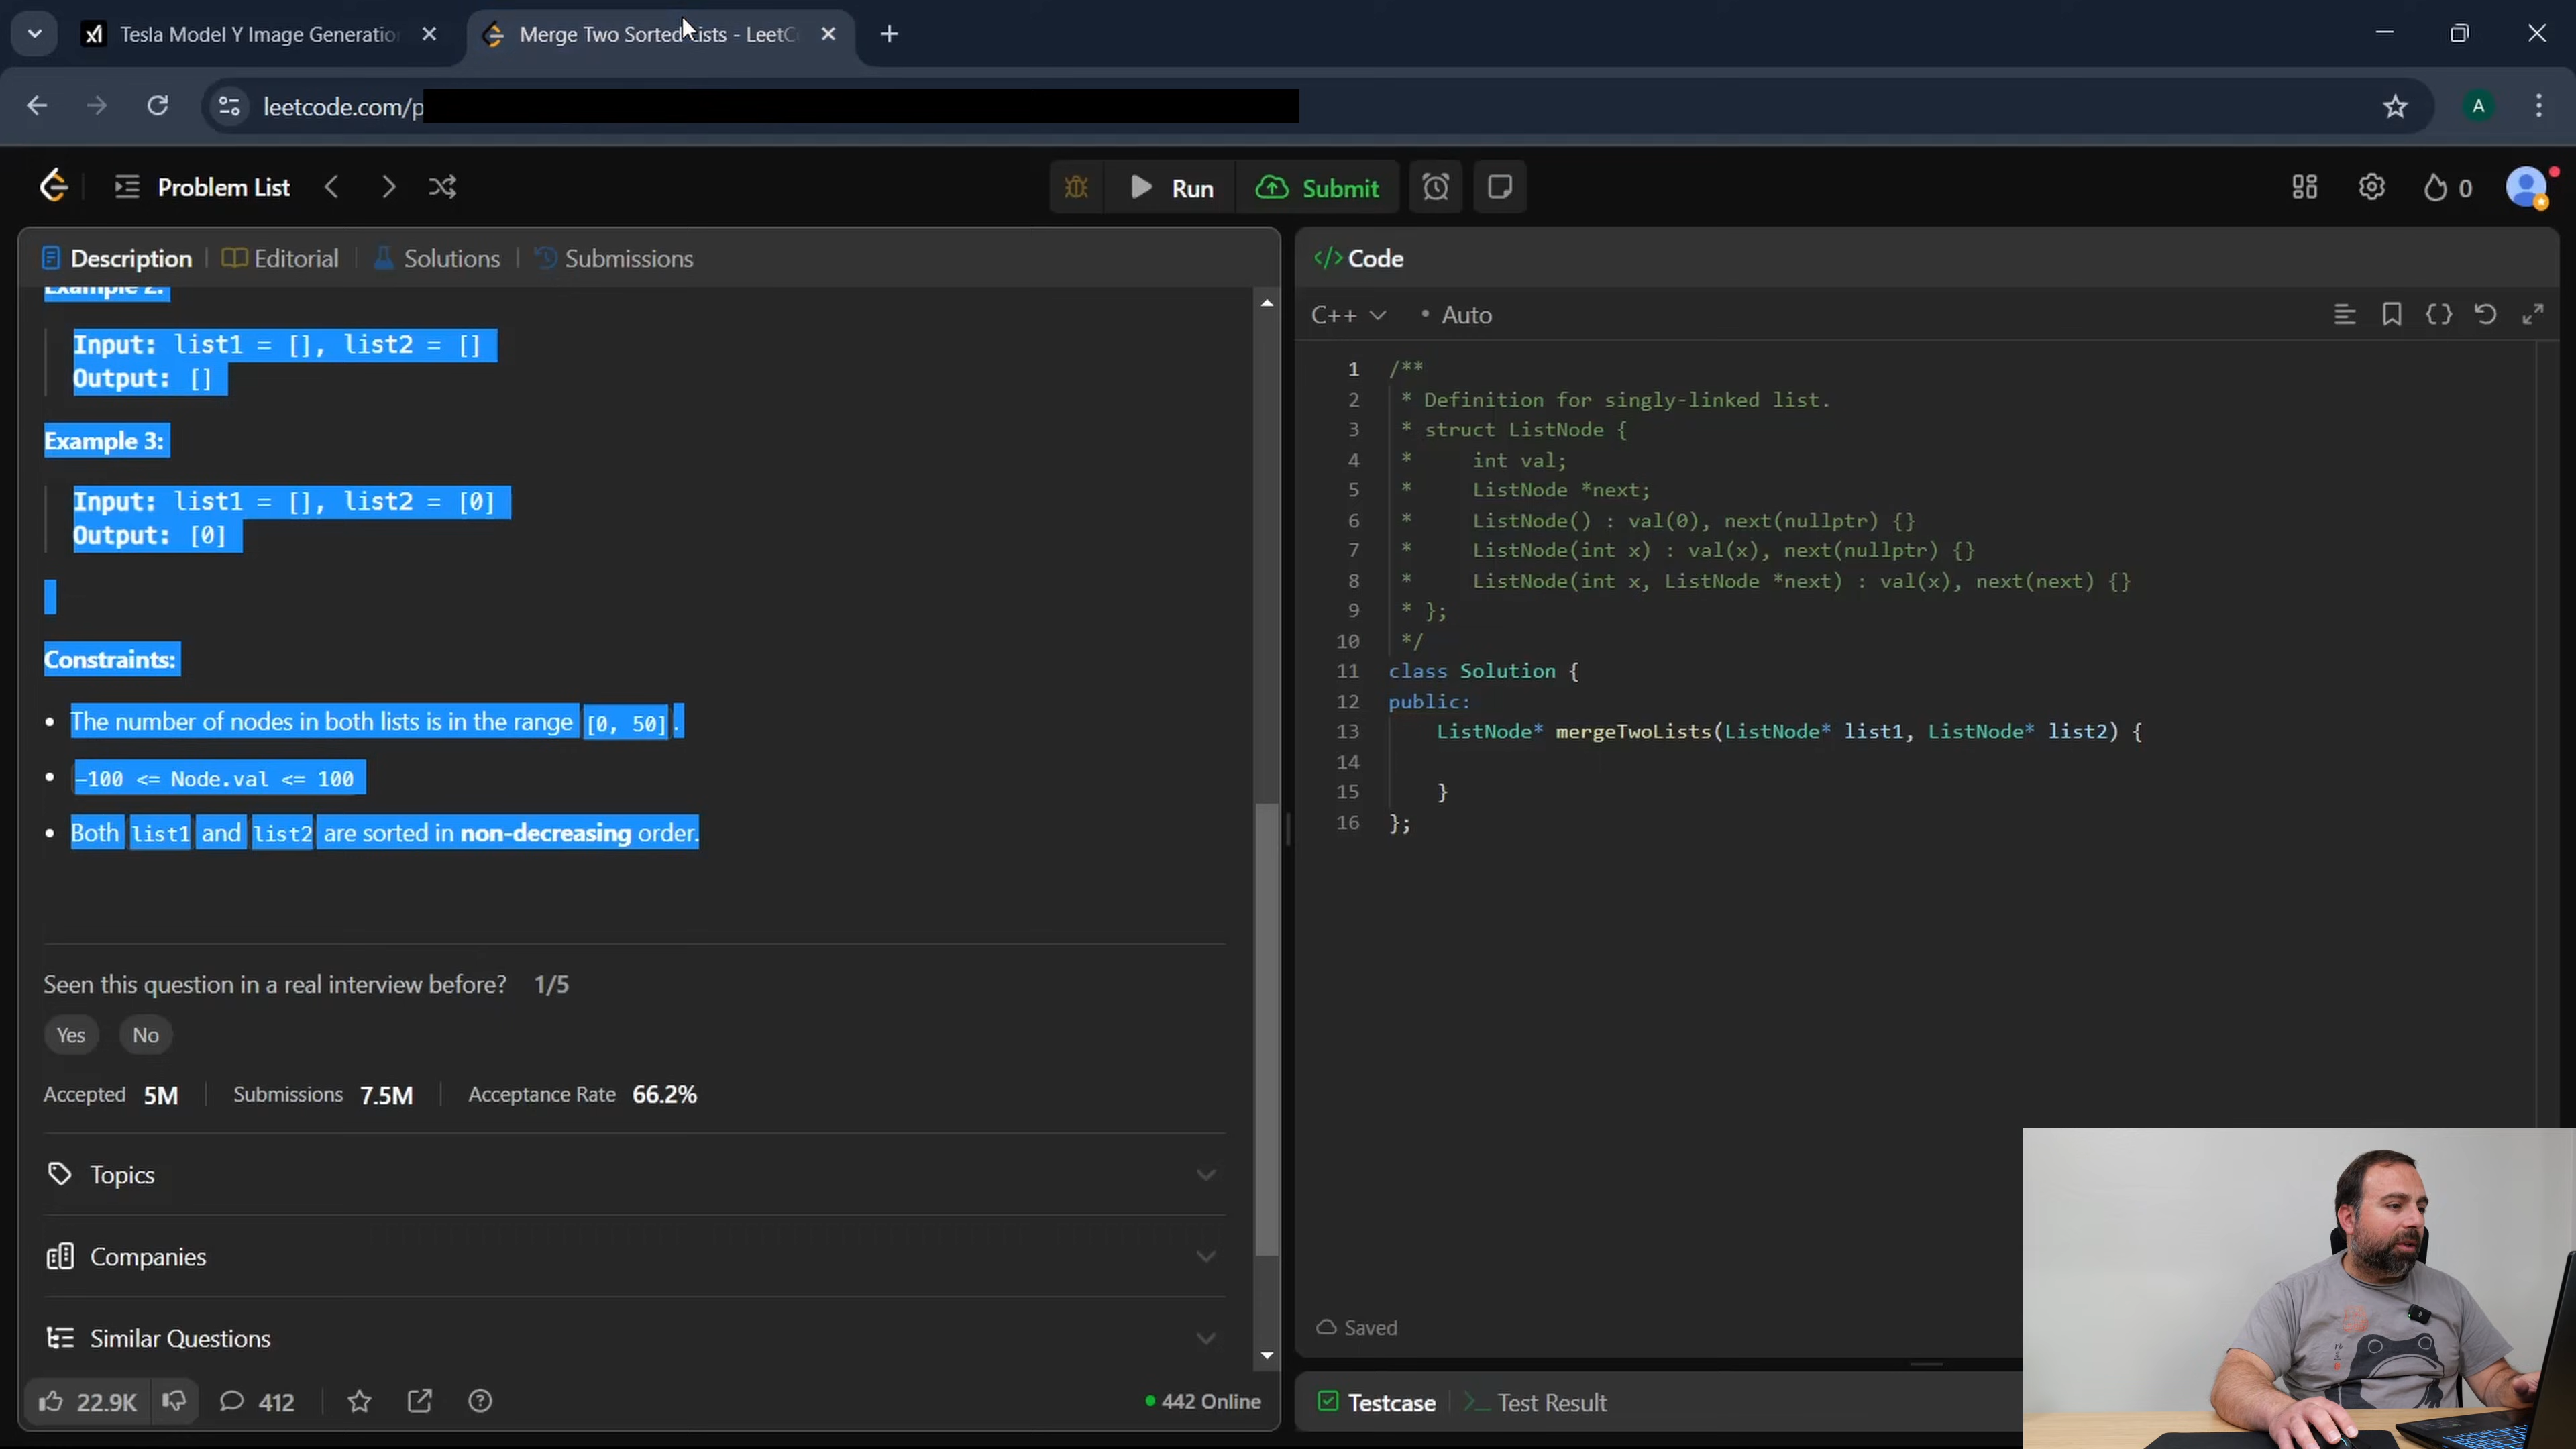 Tesla Model Y Image Generation
Merge Two Sorted Lists - LeetCo
leetcode.com/p
A
Problem List
Run
Submit
0
Description
Editorial
Solutions
Submissions
Example 2:
Input: list1 = [], list2 = []
Output: []
Example 3:
Input: list1 = [], list2 = [0]
Output: [0]
Constraints:
• The number of nodes in both lists is in the range [0, 50].
• -100 <= Node.val <= 100
• Both list1 and list2 are sorted in non-decreasing order.
Seen this question in a real interview before? 1/5
Yes No
Accepted 5M Submissions 7.5M Acceptance Rate 66.2%
Topics
Companies
Similar Questions
22.9K
412
442 Online
</> Code
C++ • Auto
1 /**
2 * Definition for singly-linked list.
3 * struct ListNode {
4 *     int val;
5 *     ListNode *next;
6 *     ListNode() : val(0), next(nullptr) {}
7 *     ListNode(int x) : val(x), next(nullptr) {}
8 *     ListNode(int x, ListNode *next) : val(x), next(next) {}
9 * };
10 */
11 class Solution {
12 public:
13     ListNode* mergeTwoLists(ListNode* list1, ListNode* list2) {
14
15     }
16 };
Saved
Testcase
Test Result